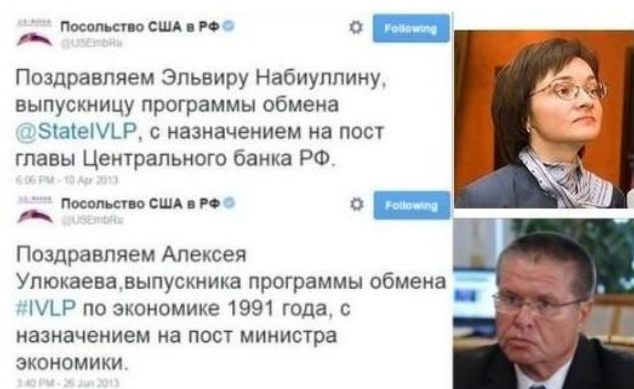 Посольство США в РФ
@USEmbRu
Following
Поздравляем Эльвиру Набиуллину,
выпускницу программы обмена
@StateIVLP, с назначением на пост
главы Центрального банка РФ.
6:06 PM - 10 Apr 2013
Посольство США в РФ
@USEmbRu
Following
Поздравляем Алексея
Улюкаева,выпускника программы обмена
#IVLP по экономике 1991 года, с
назначением на пост министра
экономики.
3:40 PM - 26 Jun 2013